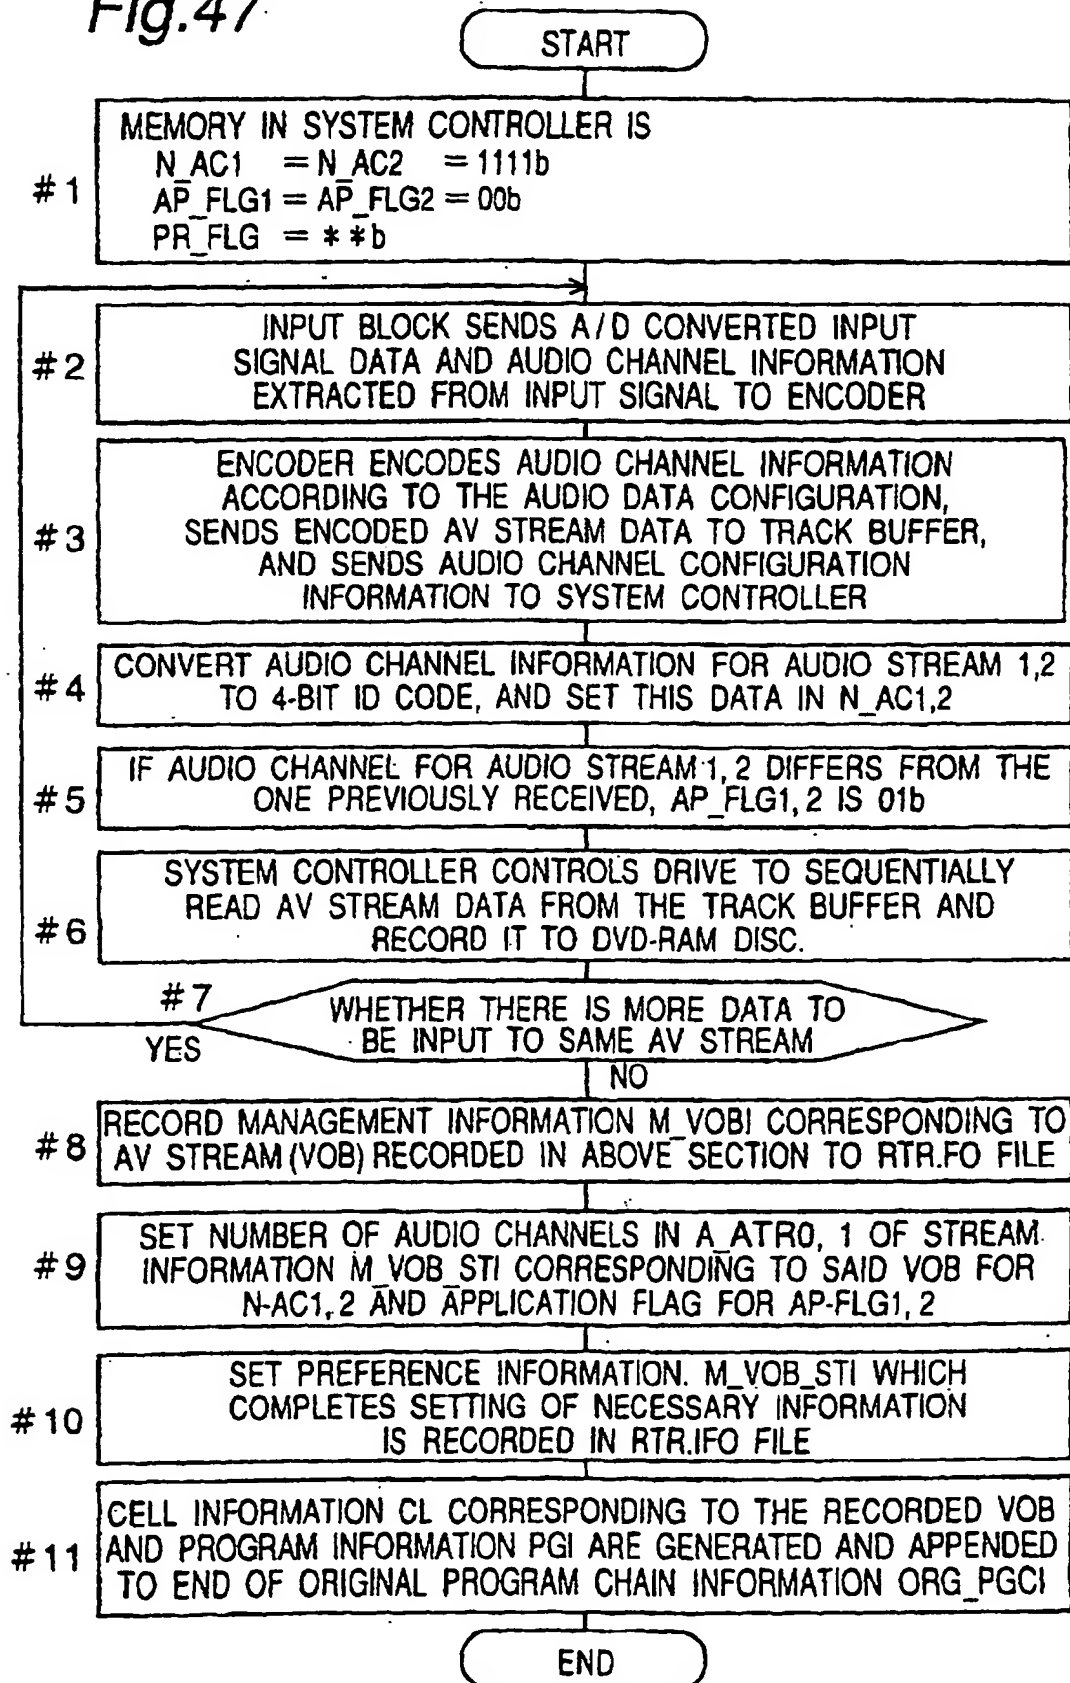 Fig.47
START
MEMORY IN SYSTEM CONTROLLER IS
N_AC1 = N_AC2 = 1111b
#1
AP_FLG1 = AP_FLG2 = 00b
PR_FLG = **b
INPUT BLOCK SENDS A/D CONVERTED INPUT
#2
SIGNAL DATA AND AUDIO CHANNEL INFORMATION
EXTRACTED FROM INPUT SIGNAL TO ENCODER
ENCODER ENCODES AUDIO CHANNEL INFORMATION
ACCORDING TO THE AUDIO DATA CONFIGURATION,
#3
SENDS ENCODED AV STREAM DATA TO TRACK BUFFER,
AND SENDS AUDIO CHANNEL CONFIGURATION
INFORMATION TO SYSTEM CONTROLLER
#4
CONVERT AUDIO CHANNEL INFORMATION FOR AUDIO STREAM 1,2
TO 4-BIT ID CODE, AND SET THIS DATA IN N_AC1,2
#5
IF AUDIO CHANNEL FOR AUDIO STREAM 1, 2 DIFFERS FROM THE
ONE PREVIOUSLY RECEIVED, AP_FLG1, 2 IS 01b
#6
SYSTEM CONTROLLER CONTROLS DRIVE TO SEQUENTIALLY
READ AV STREAM DATA FROM THE TRACK BUFFER AND
RECORD IT TO DVD-RAM DISC.
#7
WHETHER THERE IS MORE DATA TO
BE INPUT TO SAME AV STREAM
YES
NO
#8
RECORD MANAGEMENT INFORMATION M_VOBI CORRESPONDING TO
AV STREAM (VOB) RECORDED IN ABOVE SECTION TO RTR.FO FILE
#9
SET NUMBER OF AUDIO CHANNELS IN A_ATR0, 1 OF STREAM
INFORMATION M_VOB_STI CORRESPONDING TO SAID VOB FOR
N-AC1, 2 AND APPLICATION FLAG FOR AP-FLG1, 2
#10
SET PREFERENCE INFORMATION. M_VOB_STI WHICH
COMPLETES SETTING OF NECESSARY INFORMATION
IS RECORDED IN RTR.IFO FILE
#11
CELL INFORMATION CL CORRESPONDING TO THE RECORDED VOB
AND PROGRAM INFORMATION PGI ARE GENERATED AND APPENDED
TO END OF ORIGINAL PROGRAM CHAIN INFORMATION ORG_PGCI
END